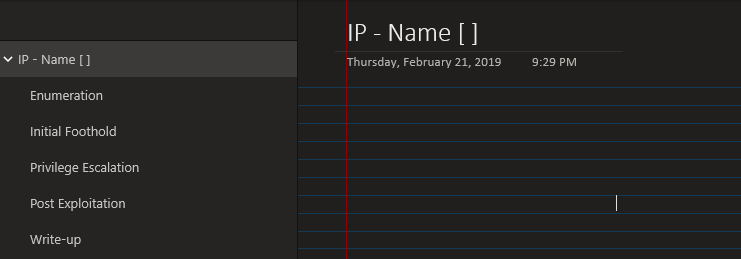 IP - Name [ ]
Enumeration
Initial Foothold
Privilege Escalation
Post Exploitation
Write-up
IP - Name [ ]
Thursday, February 21, 2019 9:29 PM